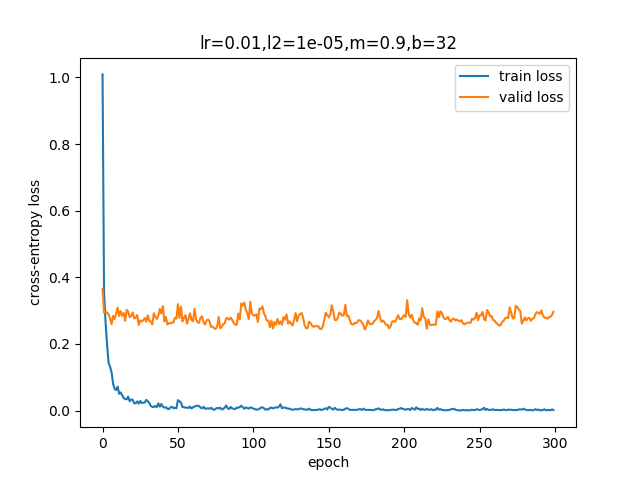 lr=0.01,l2=1e-05,m=0.9,b=32
train loss
valid loss
1.0
0.8
0.6
0.4
0.2
0.0
cross-entropy loss
0 50 100 150 200 250 300
epoch